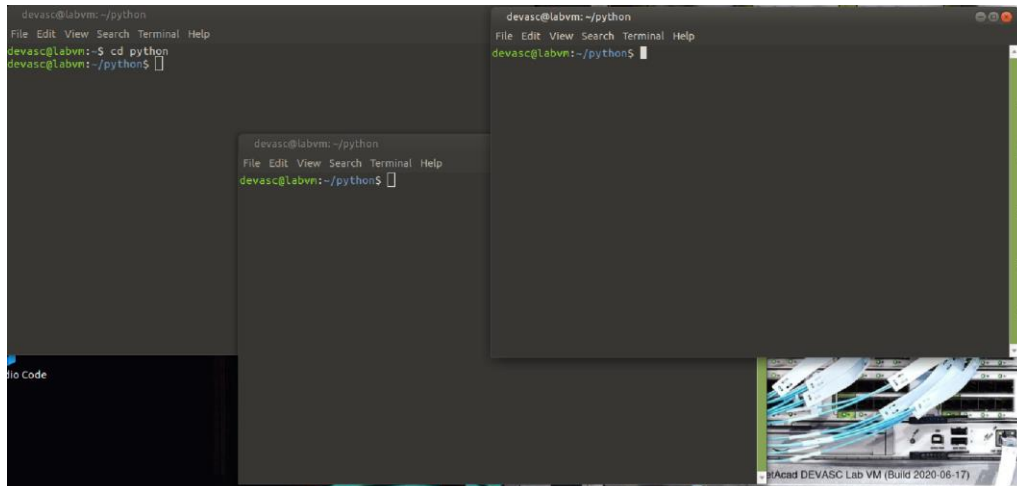 devasc@labvm: ~/python
File Edit View Search Terminal Help
devasc@labvm:~$ cd python
devasc@labvm:~/python$
devasc@labvm: ~/python
File Edit View Search Terminal Help
devasc@labvm:~/python$
devasc@labvm: ~/python
File Edit View Search Terminal Help
devasc@labvm:~/python$
dio Code
etAcad DEVASC Lab VM (Build 2020-06-17)